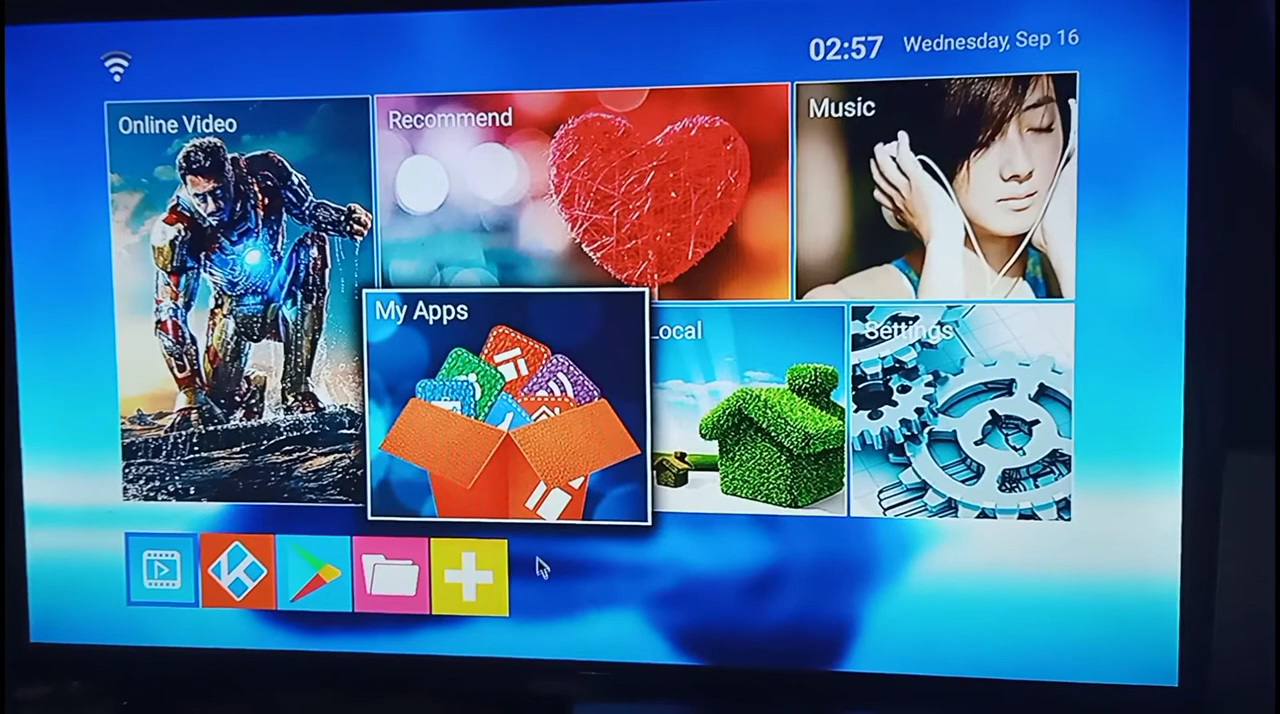 02:57 Wednesday, Sep 16
Online Video
Recommend
Music
My Apps
Local
Settings